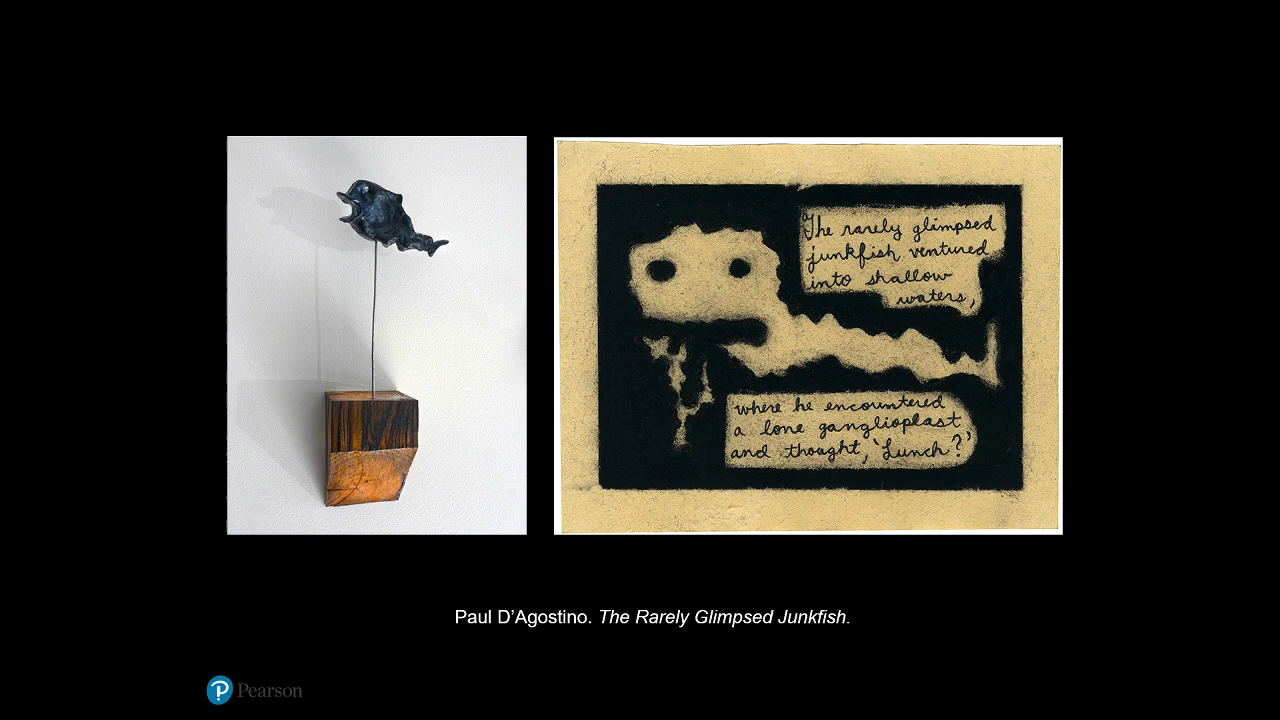 The rarely glimpsed
junkfish ventured
into shallow
waters,
where he encountered
a lone ganglioplast
and thought, 'Lunch?'
Paul D’Agostino. The Rarely Glimpsed Junkfish.
Pearson